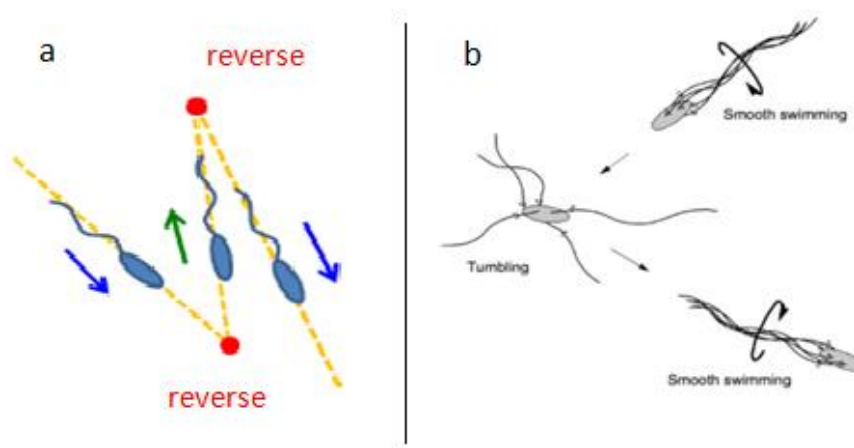 a
reverse
reverse
b
Smooth swimming
Tumbling
Smooth swimming